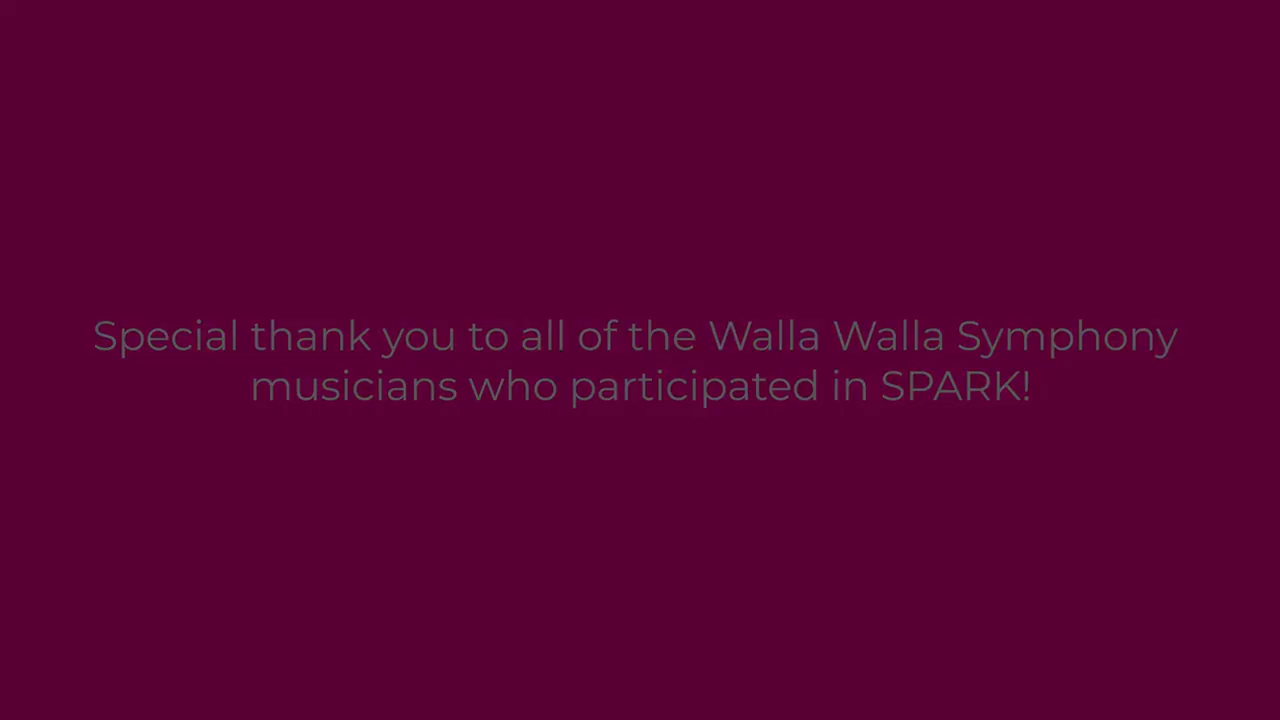 Special thank you to all of the Walla Walla Symphony
musicians who participated in SPARK!